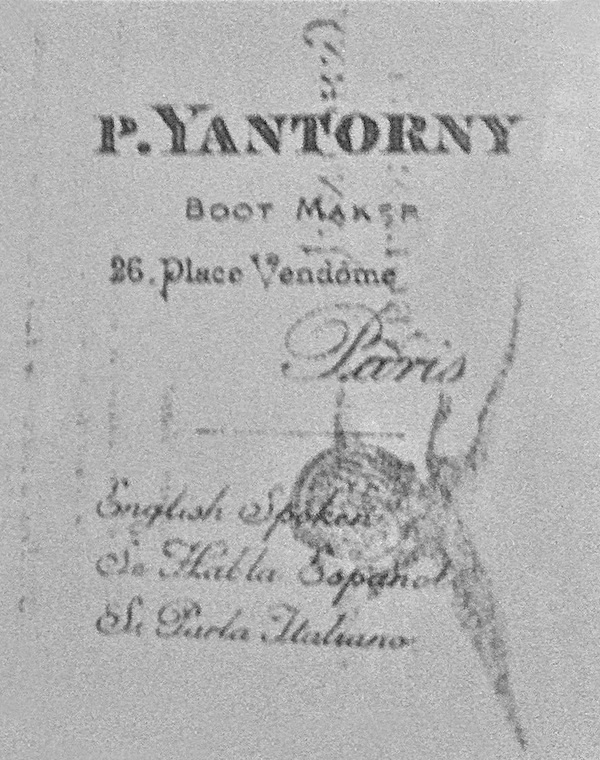 P. YANTORNY
BOOT MAKER
26. Place Vendôme
Paris
English Spoken
Se Habla Español
Si Parla Italiano